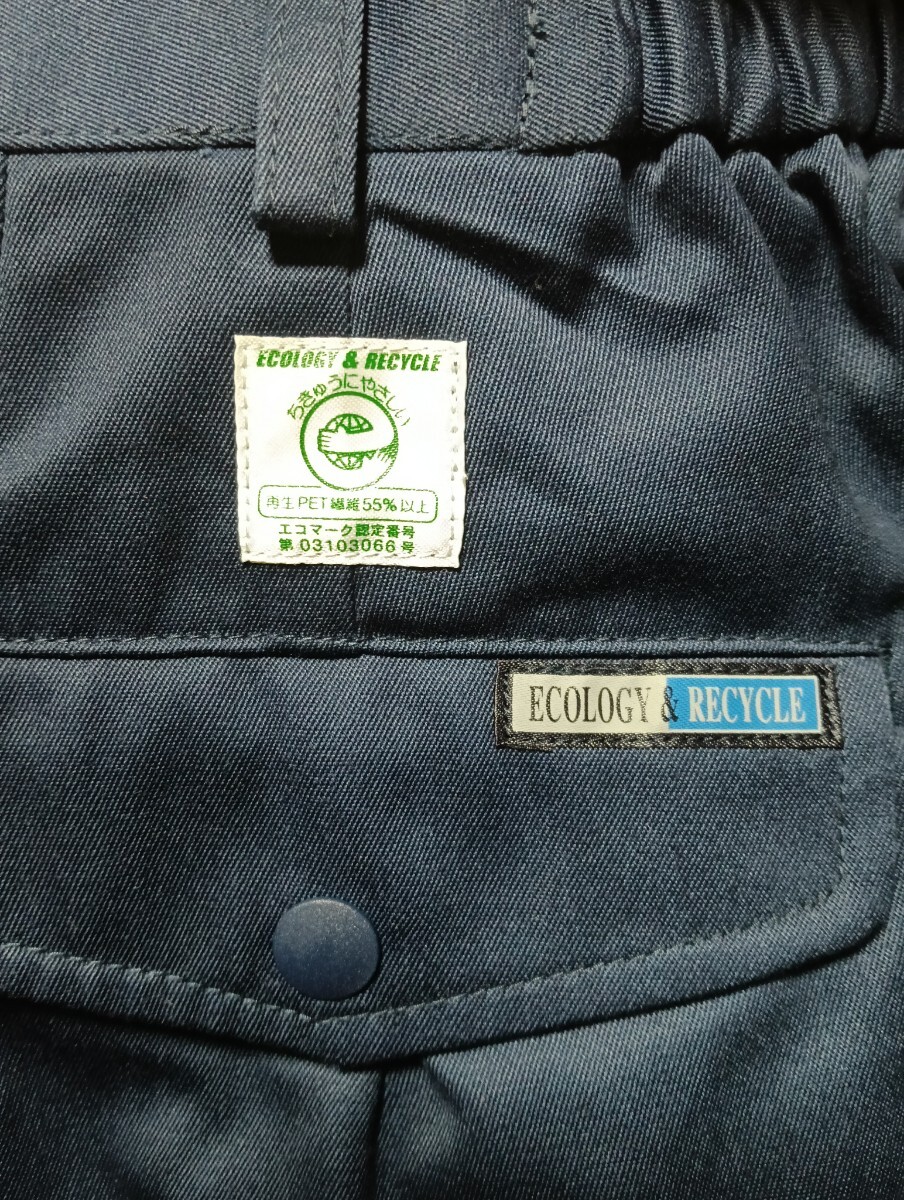 ECOLOGY & RECYCLE
ちきゅうにやさしい
再生PET繊維55%以上
エコマーク認定番号
第 03103066 号
ECOLOGY & RECYCLE